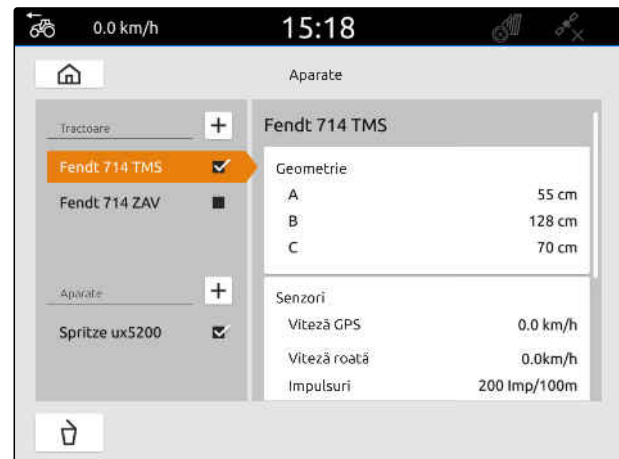 0.0 km/h
15:18
Aparate
Tractoare
Fendt 714 TMS
Fendt 714 ZAV
Aparate
Spritze ux5200
Fendt 714 TMS
Geometrie
A 55 cm
B 128 cm
C 70 cm
Senzori
Viteză GPS 0.0 km/h
Viteză roată 0.0km/h
Impulsuri 200 Imp/100m